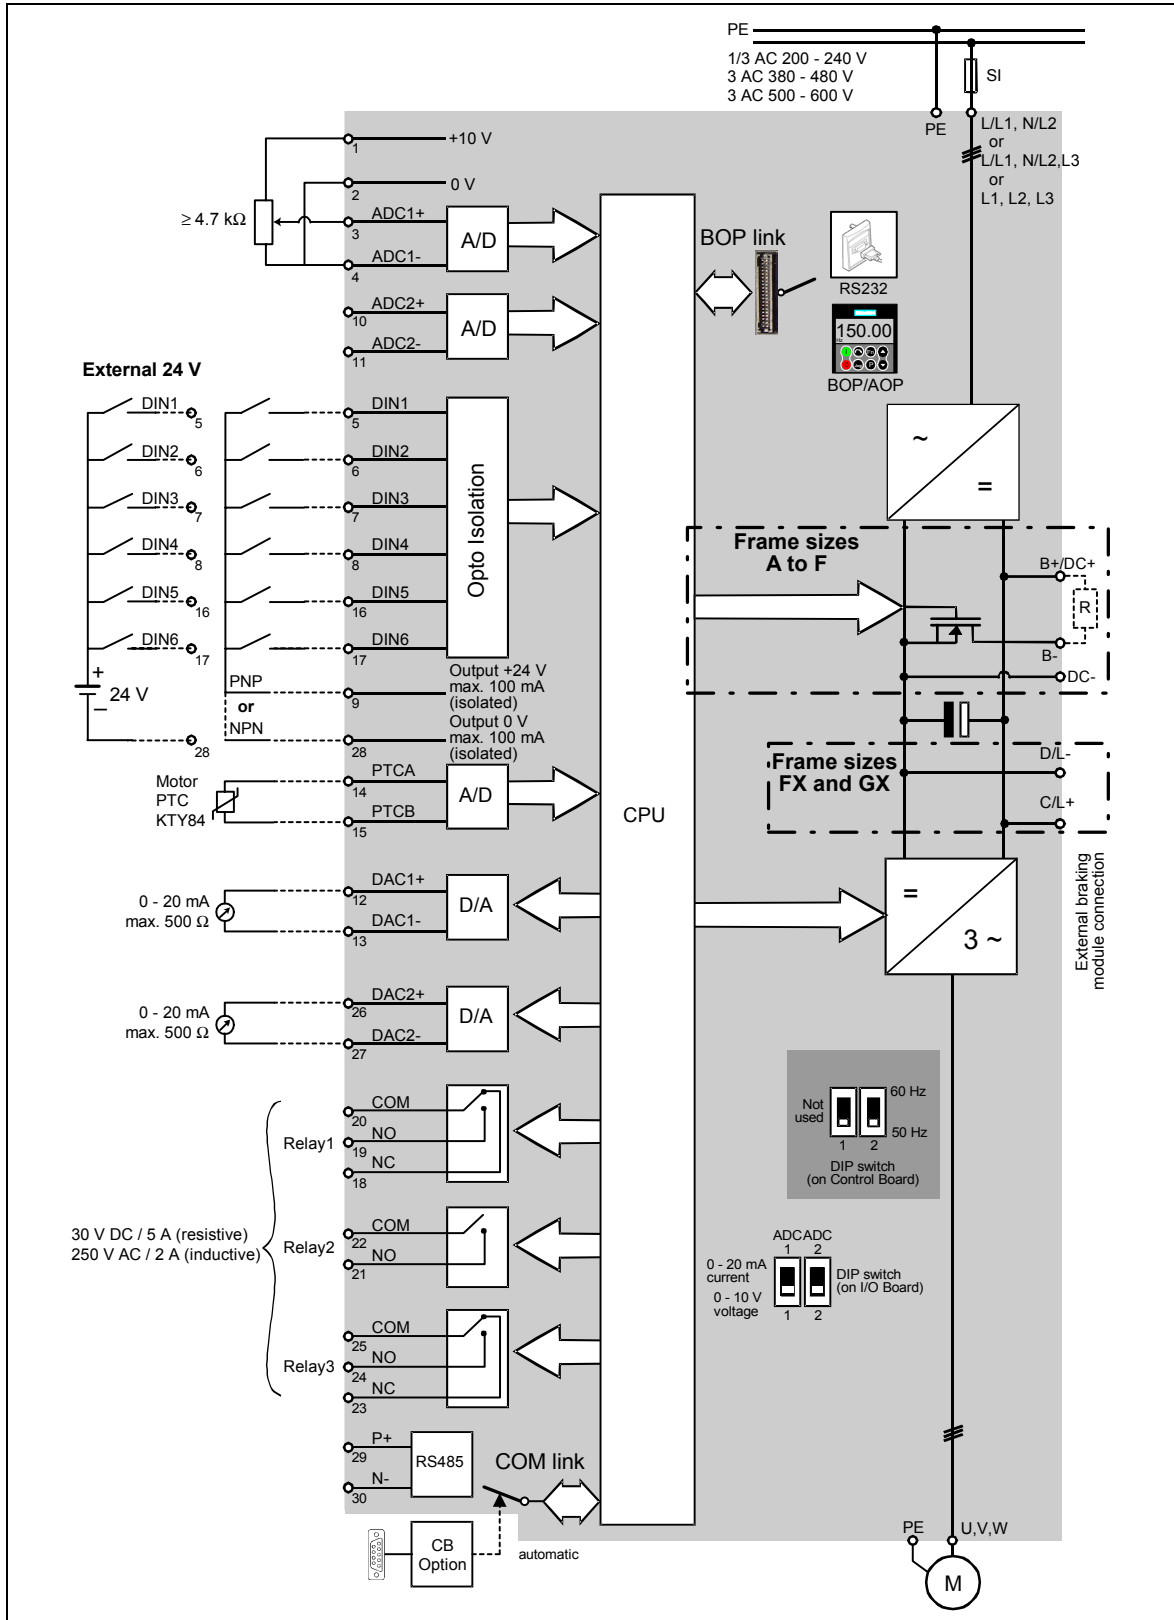 PE
1/3 AC 200 - 240 V
3 AC 380 - 480 V
3 AC 500 - 600 V
SI
PE
L/L1, N/L2
or
L/L1, N/L2,L3
or
L1, L2, L3
1
+10 V
2
0 V
≥ 4.7 kΩ
3
ADC1+
4
ADC1-
A/D
10
ADC2+
11
ADC2-
A/D
BOP link
RS232
150.00
Hz
BOP/AOP
External 24 V
DIN1
5
DIN2
6
DIN3
7
DIN4
8
DIN5
16
DIN6
17
+
24 V
_
28
DIN1
5
DIN2
6
DIN3
7
DIN4
8
DIN5
16
DIN6
17
Opto Isolation
PNP
or
NPN
9
Output +24 V
max. 100 mA
(isolated)
28
Output 0 V
max. 100 mA
(isolated)
~
=
Frame sizes
A to F
B+/DC+
R
B-
DC-
Frame sizes
FX and GX
D/L-
C/L+
External braking
module connection
Motor
PTC
KTY84
PTCA
14
PTCB
15
A/D
CPU
=
3 ~
0 - 20 mA
max. 500 Ω
DAC1+
12
DAC1-
13
D/A
0 - 20 mA
max. 500 Ω
DAC2+
26
DAC2-
27
D/A
Not
used
60 Hz
50 Hz
1 2
DIP switch
(on Control Board)
30 V DC / 5 A (resistive)
250 V AC / 2 A (inductive)
Relay1
COM
20
NO
19
NC
18
Relay2
COM
22
NO
21
Relay3
COM
25
NO
24
NC
23
ADC ADC
1 2
0 - 20 mA
current
0 - 10 V
voltage
1 2
DIP switch
(on I/O Board)
P+
29
N-
30
RS485
COM link
CB
Option
automatic
PE
U,V,W
M